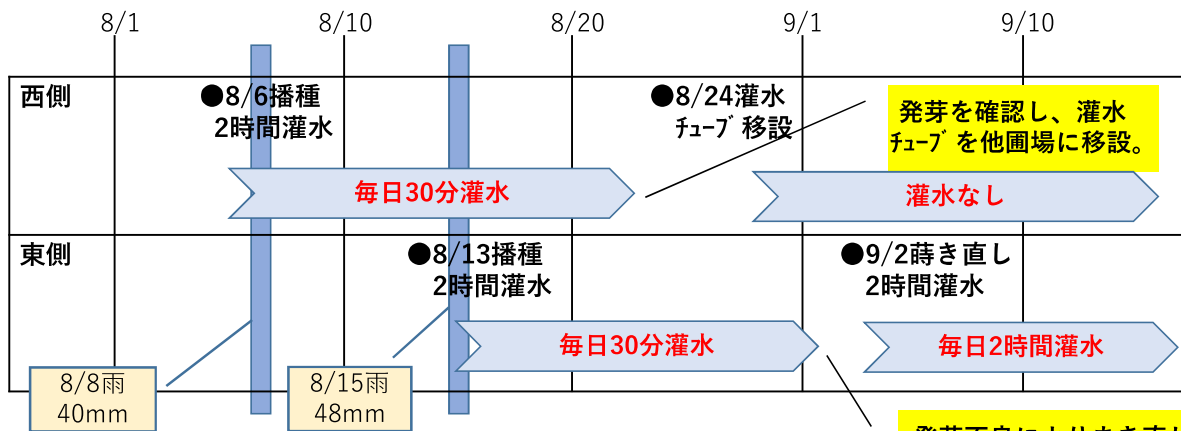 8/1
8/10
8/20
9/1
9/10
西側
●8/6播種
2時間灌水
●8/24灌水
ﾁｭｰﾌﾞ移設
発芽を確認し、灌水
ﾁｭｰﾌﾞを他圃場に移設。
毎日30分灌水
灌水なし
東側
●8/13播種
2時間灌水
●9/2蒔き直し
2時間灌水
毎日30分灌水
毎日2時間灌水
8/8雨
40mm
8/15雨
48mm